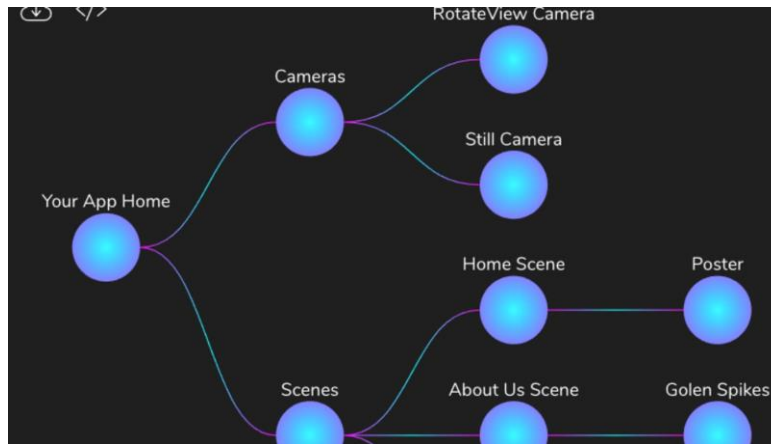 RotateView Camera
Cameras
Still Camera
Your App Home
Home Scene
Poster
Scenes
About Us Scene
Golen Spikes